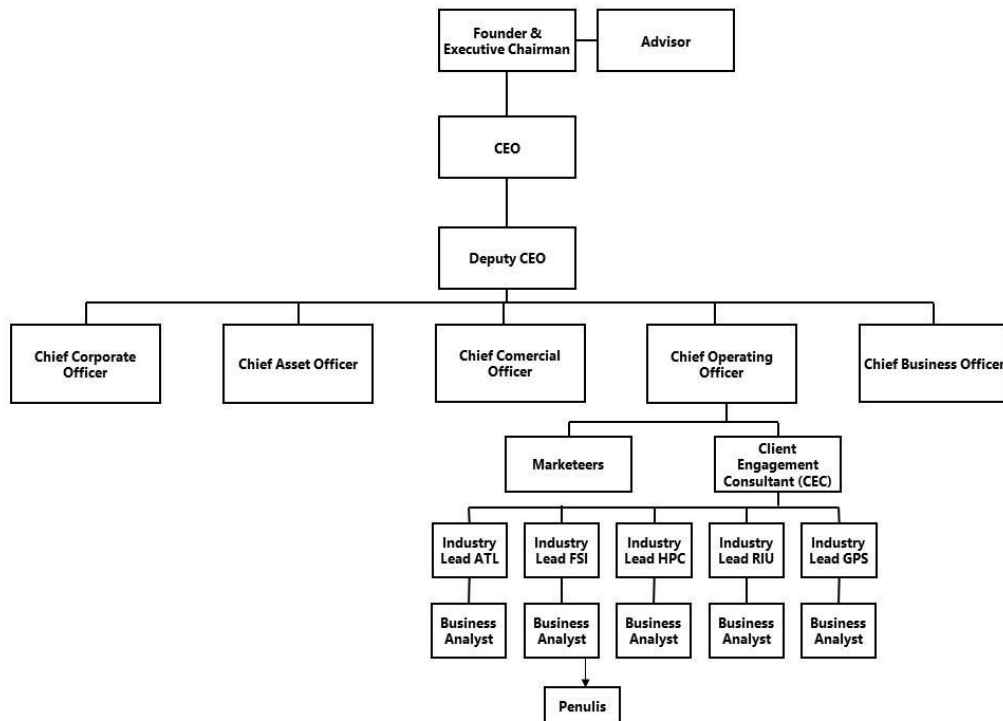 Founder &
Executive Chairman
Advisor
CEO
Deputy CEO
Chief Corporate
Officer
Chief Asset Officer
Chief Comercial
Officer
Chief Operating
Officer
Chief Business Officer
Marketeers
Client
Engagement
Consultant (CEC)
Industry
Lead ATL
Industry
Lead FSI
Industry
Lead HPC
Industry
Lead RIU
Industry
Lead GPS
Business
Analyst
Business
Analyst
Business
Analyst
Business
Analyst
Business
Analyst
Penulis